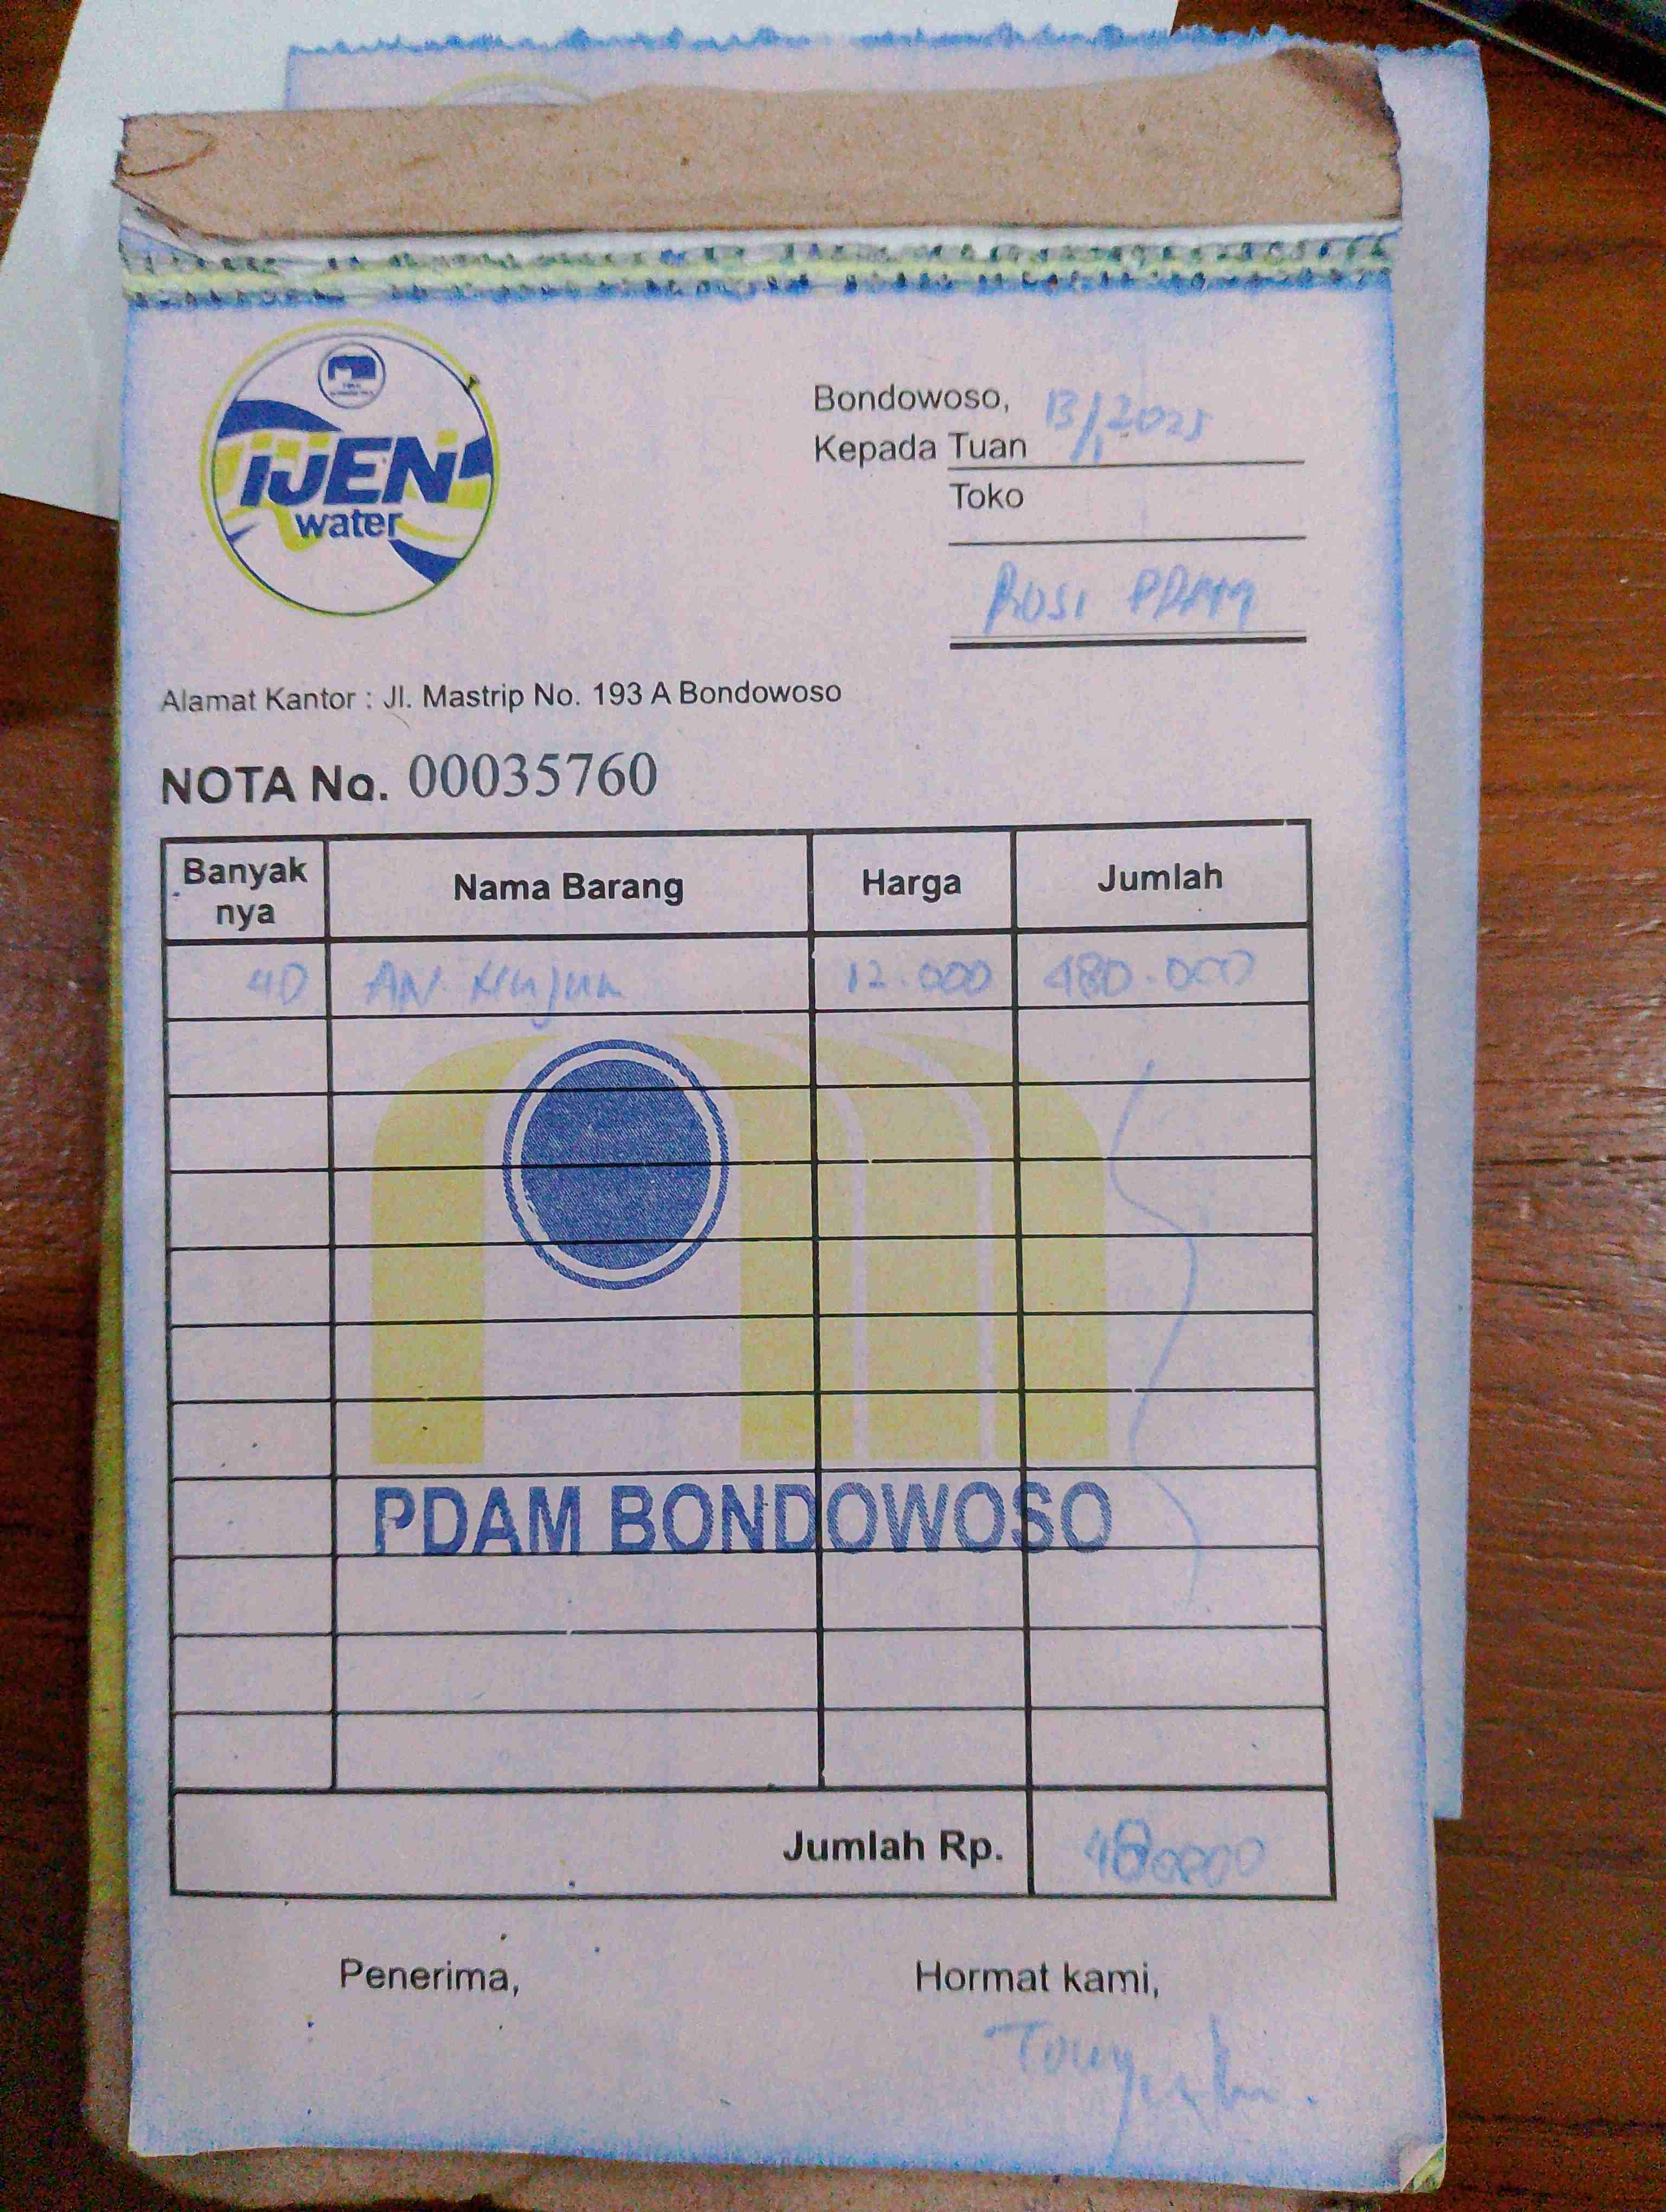 IJEN
water
Bondowoso, 13/1 2025
Kepada Tuan
Toko
ROSI PDAM
Alamat Kantor : Jl. Mastrip No. 193 A Bondowoso
NOTA No. 00035760
Banyak nya Nama Barang Harga Jumlah
40 AN. 12.000 480.000
PDAM BONDOWOSO
Jumlah Rp. 480000
Penerima, Hormat kami,